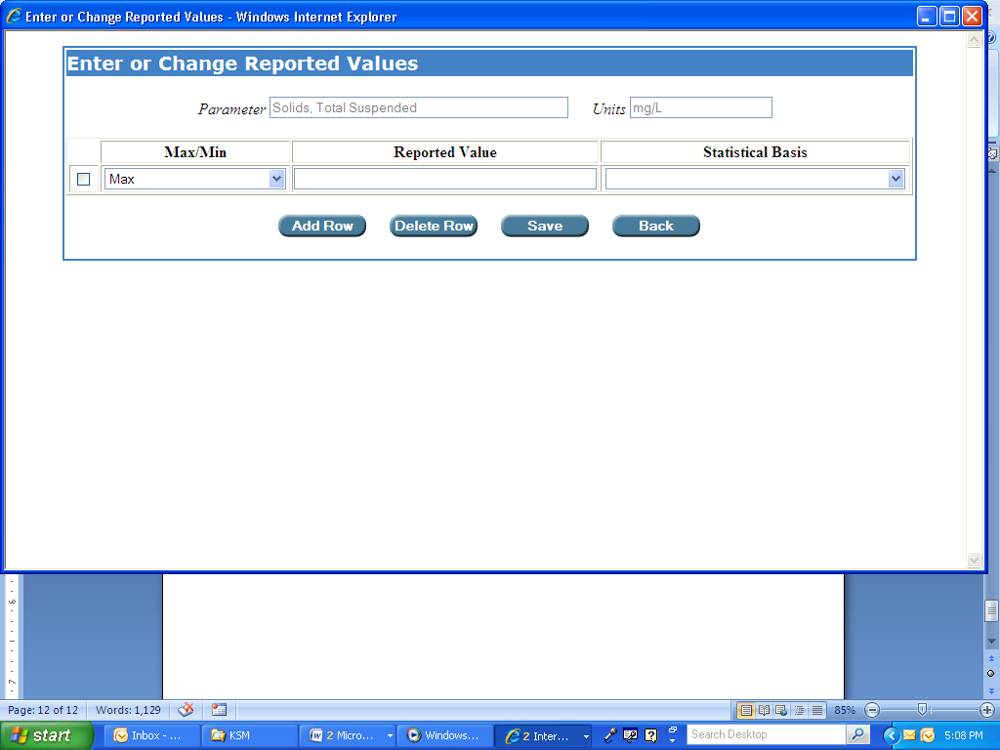 Enter or Change Reported Values - Windows Internet Explorer
Enter or Change Reported Values
Parameter Solids, Total Suspended Units mg/L
Max/Min Reported Value Statistical Basis
Max
Add Row Delete Row Save Back
Page: 12 of 12 Words: 1,129 85%
start Inbox - ... KSM 2 Micro... Windows... 2 Inter... Search Desktop 5:08 PM